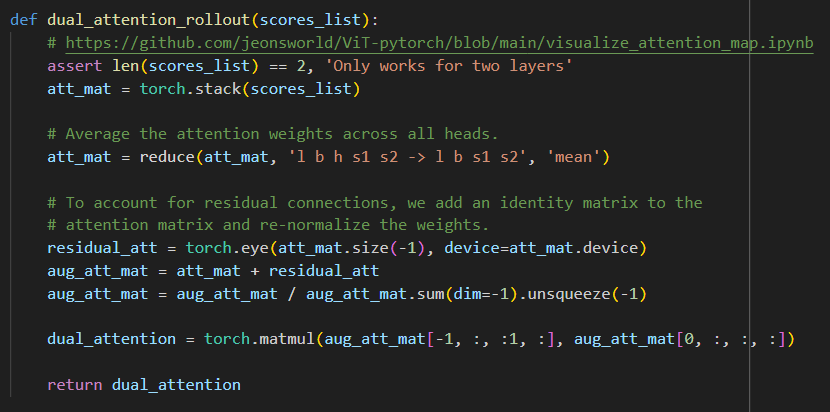 def dual_attention_rollout(scores_list):
# https://github.com/jeonsworld/ViT-pytorch/blob/main/visualize_attention_map.ipynb
assert len(scores_list) == 2, 'Only works for two layers'
att_mat = torch.stack(scores_list)
# Average the attention weights across all heads.
att_mat = reduce(att_mat, 'l b h s1 s2 -> l b s1 s2', 'mean')
# To account for residual connections, we add an identity matrix to the
# attention matrix and re-normalize the weights.
residual_att = torch.eye(att_mat.size(-1), device=att_mat.device)
aug_att_mat = att_mat + residual_att
aug_att_mat = aug_att_mat / aug_att_mat.sum(dim=-1).unsqueeze(-1)
dual_attention = torch.matmul(aug_att_mat[-1, :, :1, :], aug_att_mat[0, :, :, :])
return dual_attention